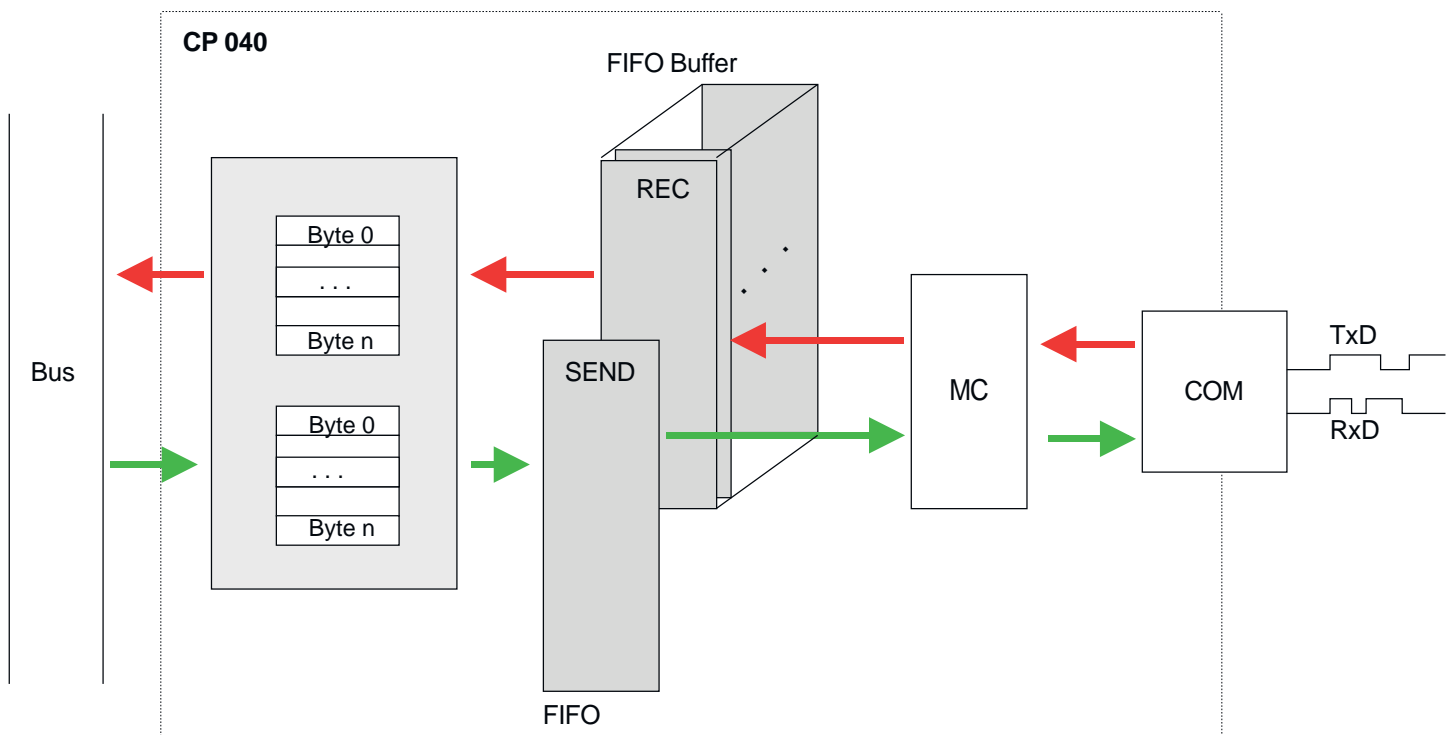 CP 040
FIFO Buffer
REC
Byte 0
. . .
Byte n
Bus
SEND
MC
COM
TxD
RxD
Byte 0
. . .
Byte n
FIFO